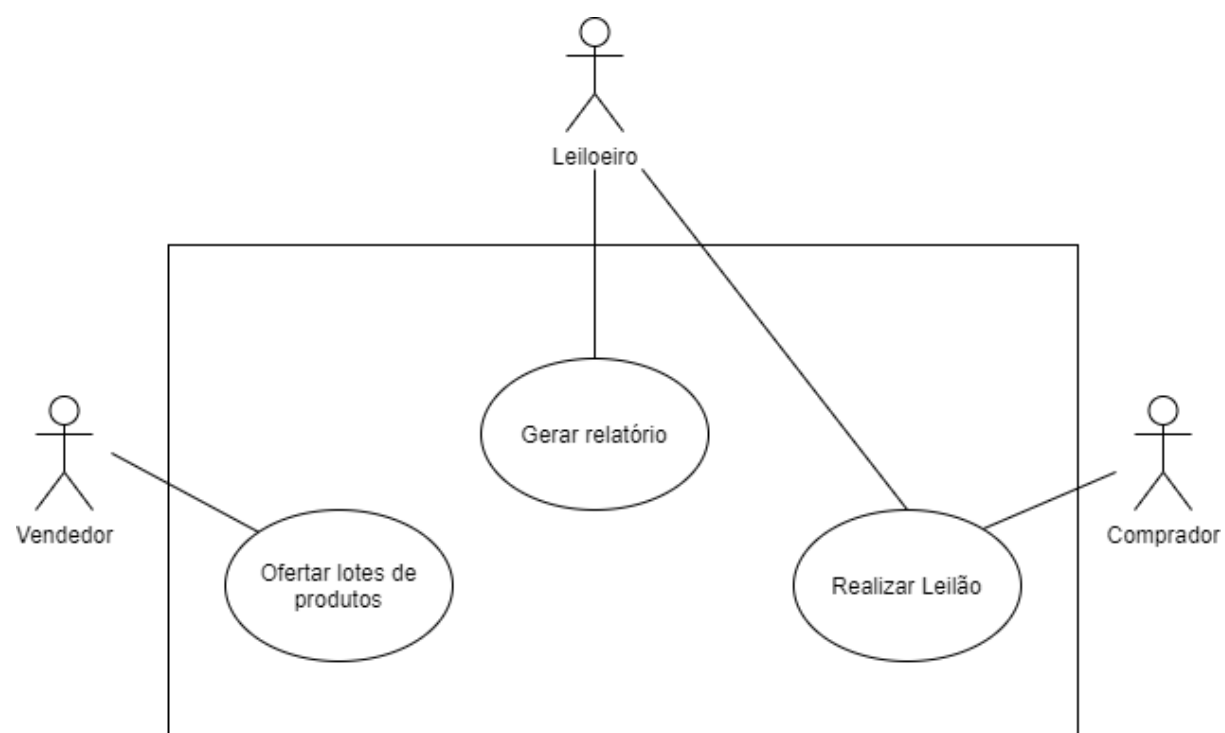 Leiloeiro
Gerar relatório
Vendedor
Comprador
Ofertar lotes de
produtos
Realizar Leilão